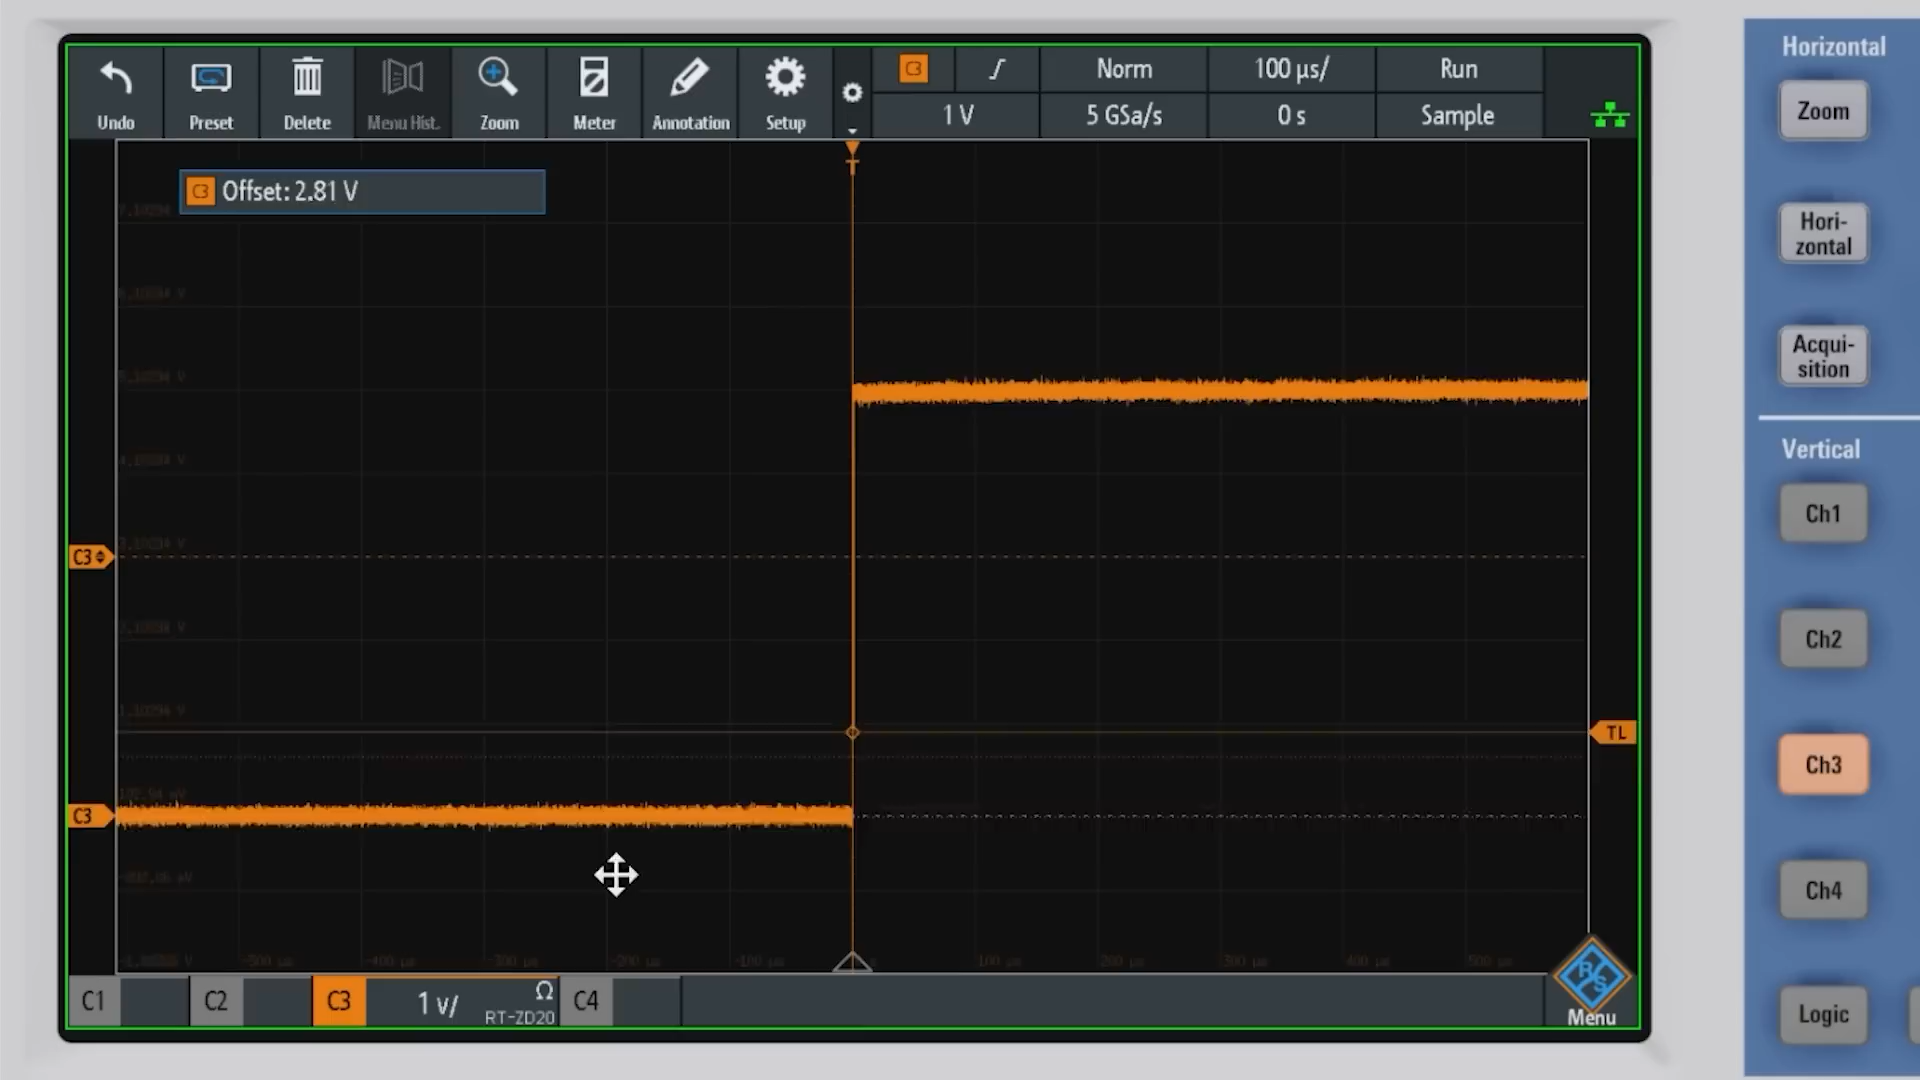 Undo
Preset
Delete
Menu Hist.
Zoom
Meter
Annotation
Setup
C3
Norm
100 µs/
Run
1 V
5 GSa/s
0 s
Sample
T
C3 Offset: 2.81 V
C3
TL
C3
C1
C2
C3
1 V/
Ω
RT-ZD20
C4
R&S
Menu
Horizontal
Zoom
Hori-
zontal
Acqui-
sition
Vertical
Ch1
Ch2
Ch3
Ch4
Logic